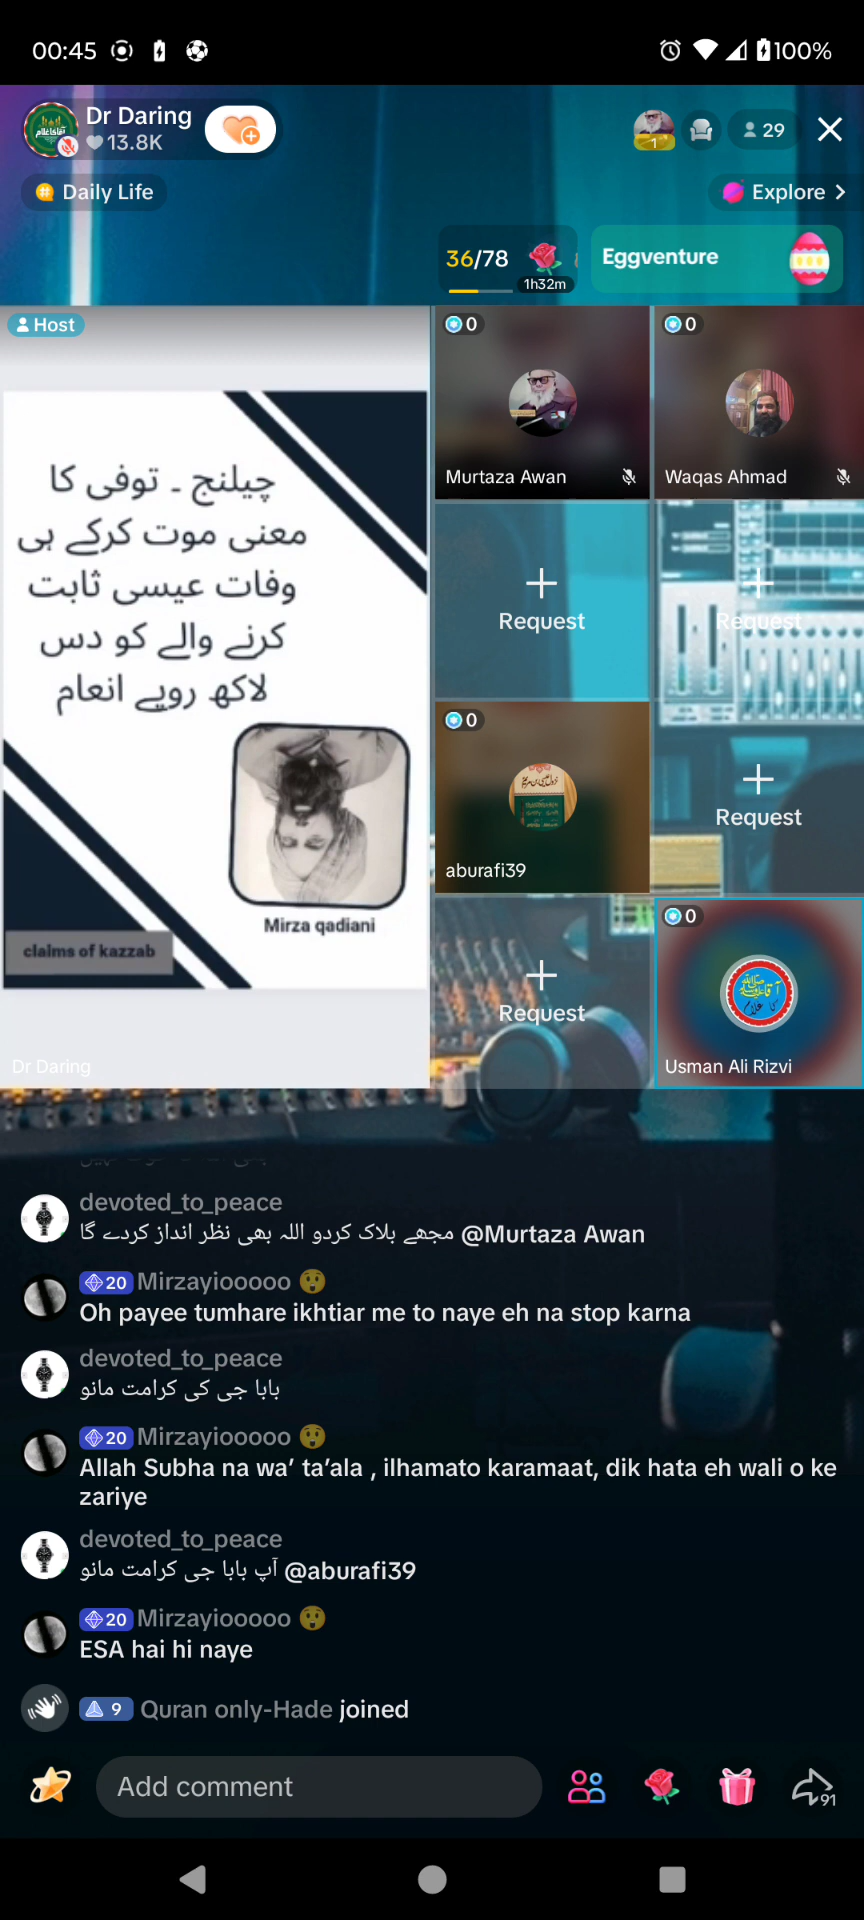 00:45
100%
Dr Daring
13.8K
1
29
Daily Life
Explore
36/78
1h32m
Eggventure
Host
0
0
چیلنج ۔ توفی کا
معنی موت کرکے ہی
وفات عیسی ثابت
کرنے والے کو دس
لاکھ روپے انعام
Mirza qadiani
claims of kazzab
Dr Daring
Murtaza Awan
Waqas Ahmad
Request
Request
0
aburafi39
Request
Request
0
Usman Ali Rizvi
devoted_to_peace
@Murtaza Awan مجھے بلاک کردو اللہ بھی نظر انداز کردے گا
20 Mirzayiooooo 😲
Oh payee tumhare ikhtiar me to naye eh na stop karna
devoted_to_peace
بابا جی کی کرامت مانو
20 Mirzayiooooo 😲
Allah Subha na wa’ ta’ala , ilhamato karamaat, dik hata eh wali o ke
zariye
devoted_to_peace
@aburafi39 آپ بابا جی کرامت مانو
20 Mirzayiooooo 😲
ESA hai hi naye
9 Quran only-Hade joined
Add comment
91